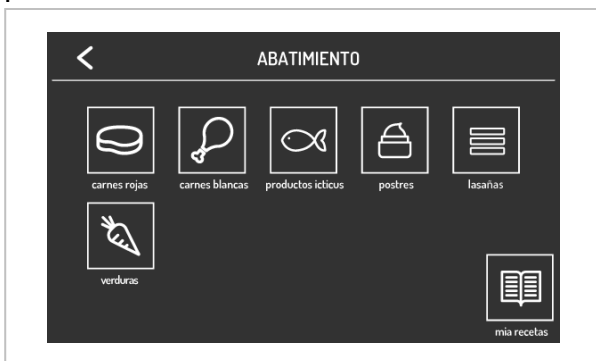 ABATIMIENTO
carnes rojas carnes blancas productos icticus postres lasañas
verduras
mia recetas